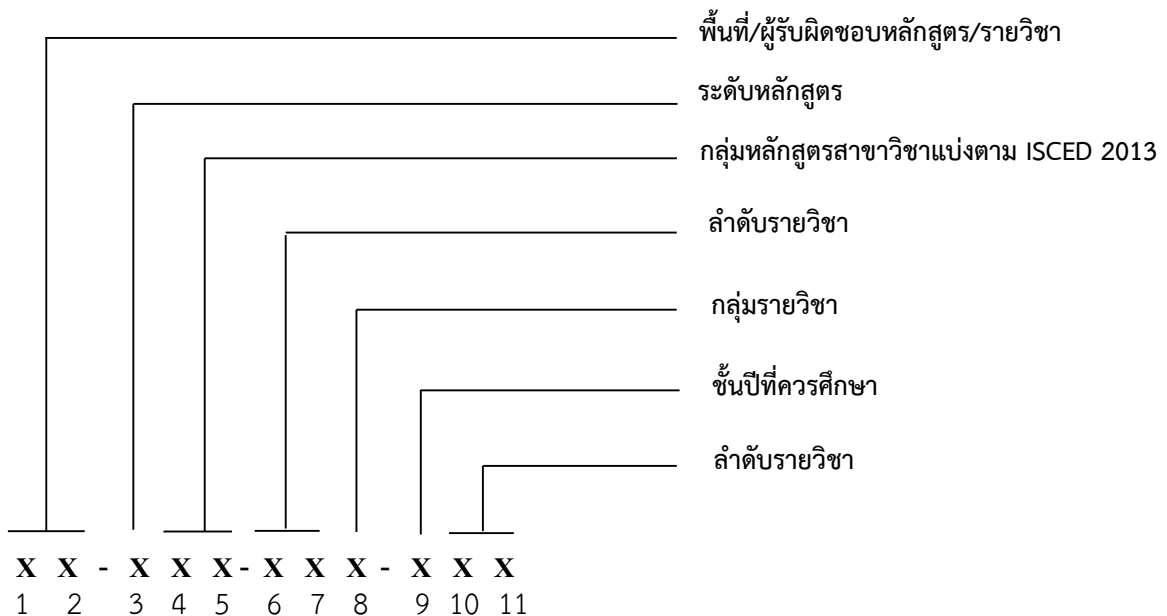 พื้นที่/ผู้รับผิดชอบหลักสูตร/รายวิชา
ระดับหลักสูตร
กลุ่มหลักสูตรสาขาวิชาแบ่งตาม ISCED 2013
ลำดับรายวิชา
กลุ่มรายวิชา
ชั้นปีที่ควรศึกษา
ลำดับรายวิชา
X X - X X X - X X X - X X X
1 2 3 4 5 6 7 8 9 10 11